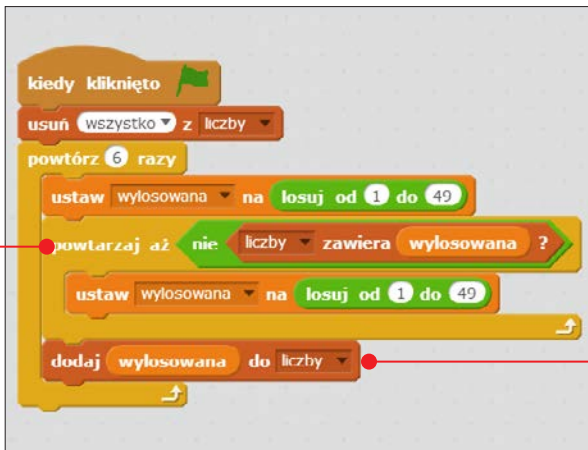 kiedy kliknięto
usuń wszystko z liczby
powtórz 6 razy
ustaw wylosowana na losuj od 1 do 49
powtarzaj aż nie liczby zawiera wylosowana ?
ustaw wylosowana na losuj od 1 do 49
dodaj wylosowana do liczby